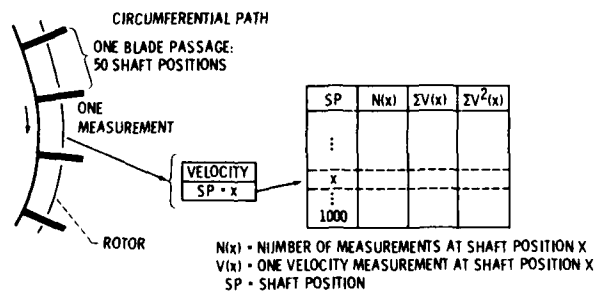 CIRCUMFERENTIAL PATH
ONE BLADE PASSAGE:
50 SHAFT POSITIONS
ONE
MEASUREMENT
VELOCITY
SP = x
ROTOR
SP N(x) ΣV(x) ΣV²(x)
⋮
x
⋮
1000
N(x) = NUMBER OF MEASUREMENTS AT SHAFT POSITION X
V(x) = ONE VELOCITY MEASUREMENT AT SHAFT POSITION X
SP = SHAFT POSITION